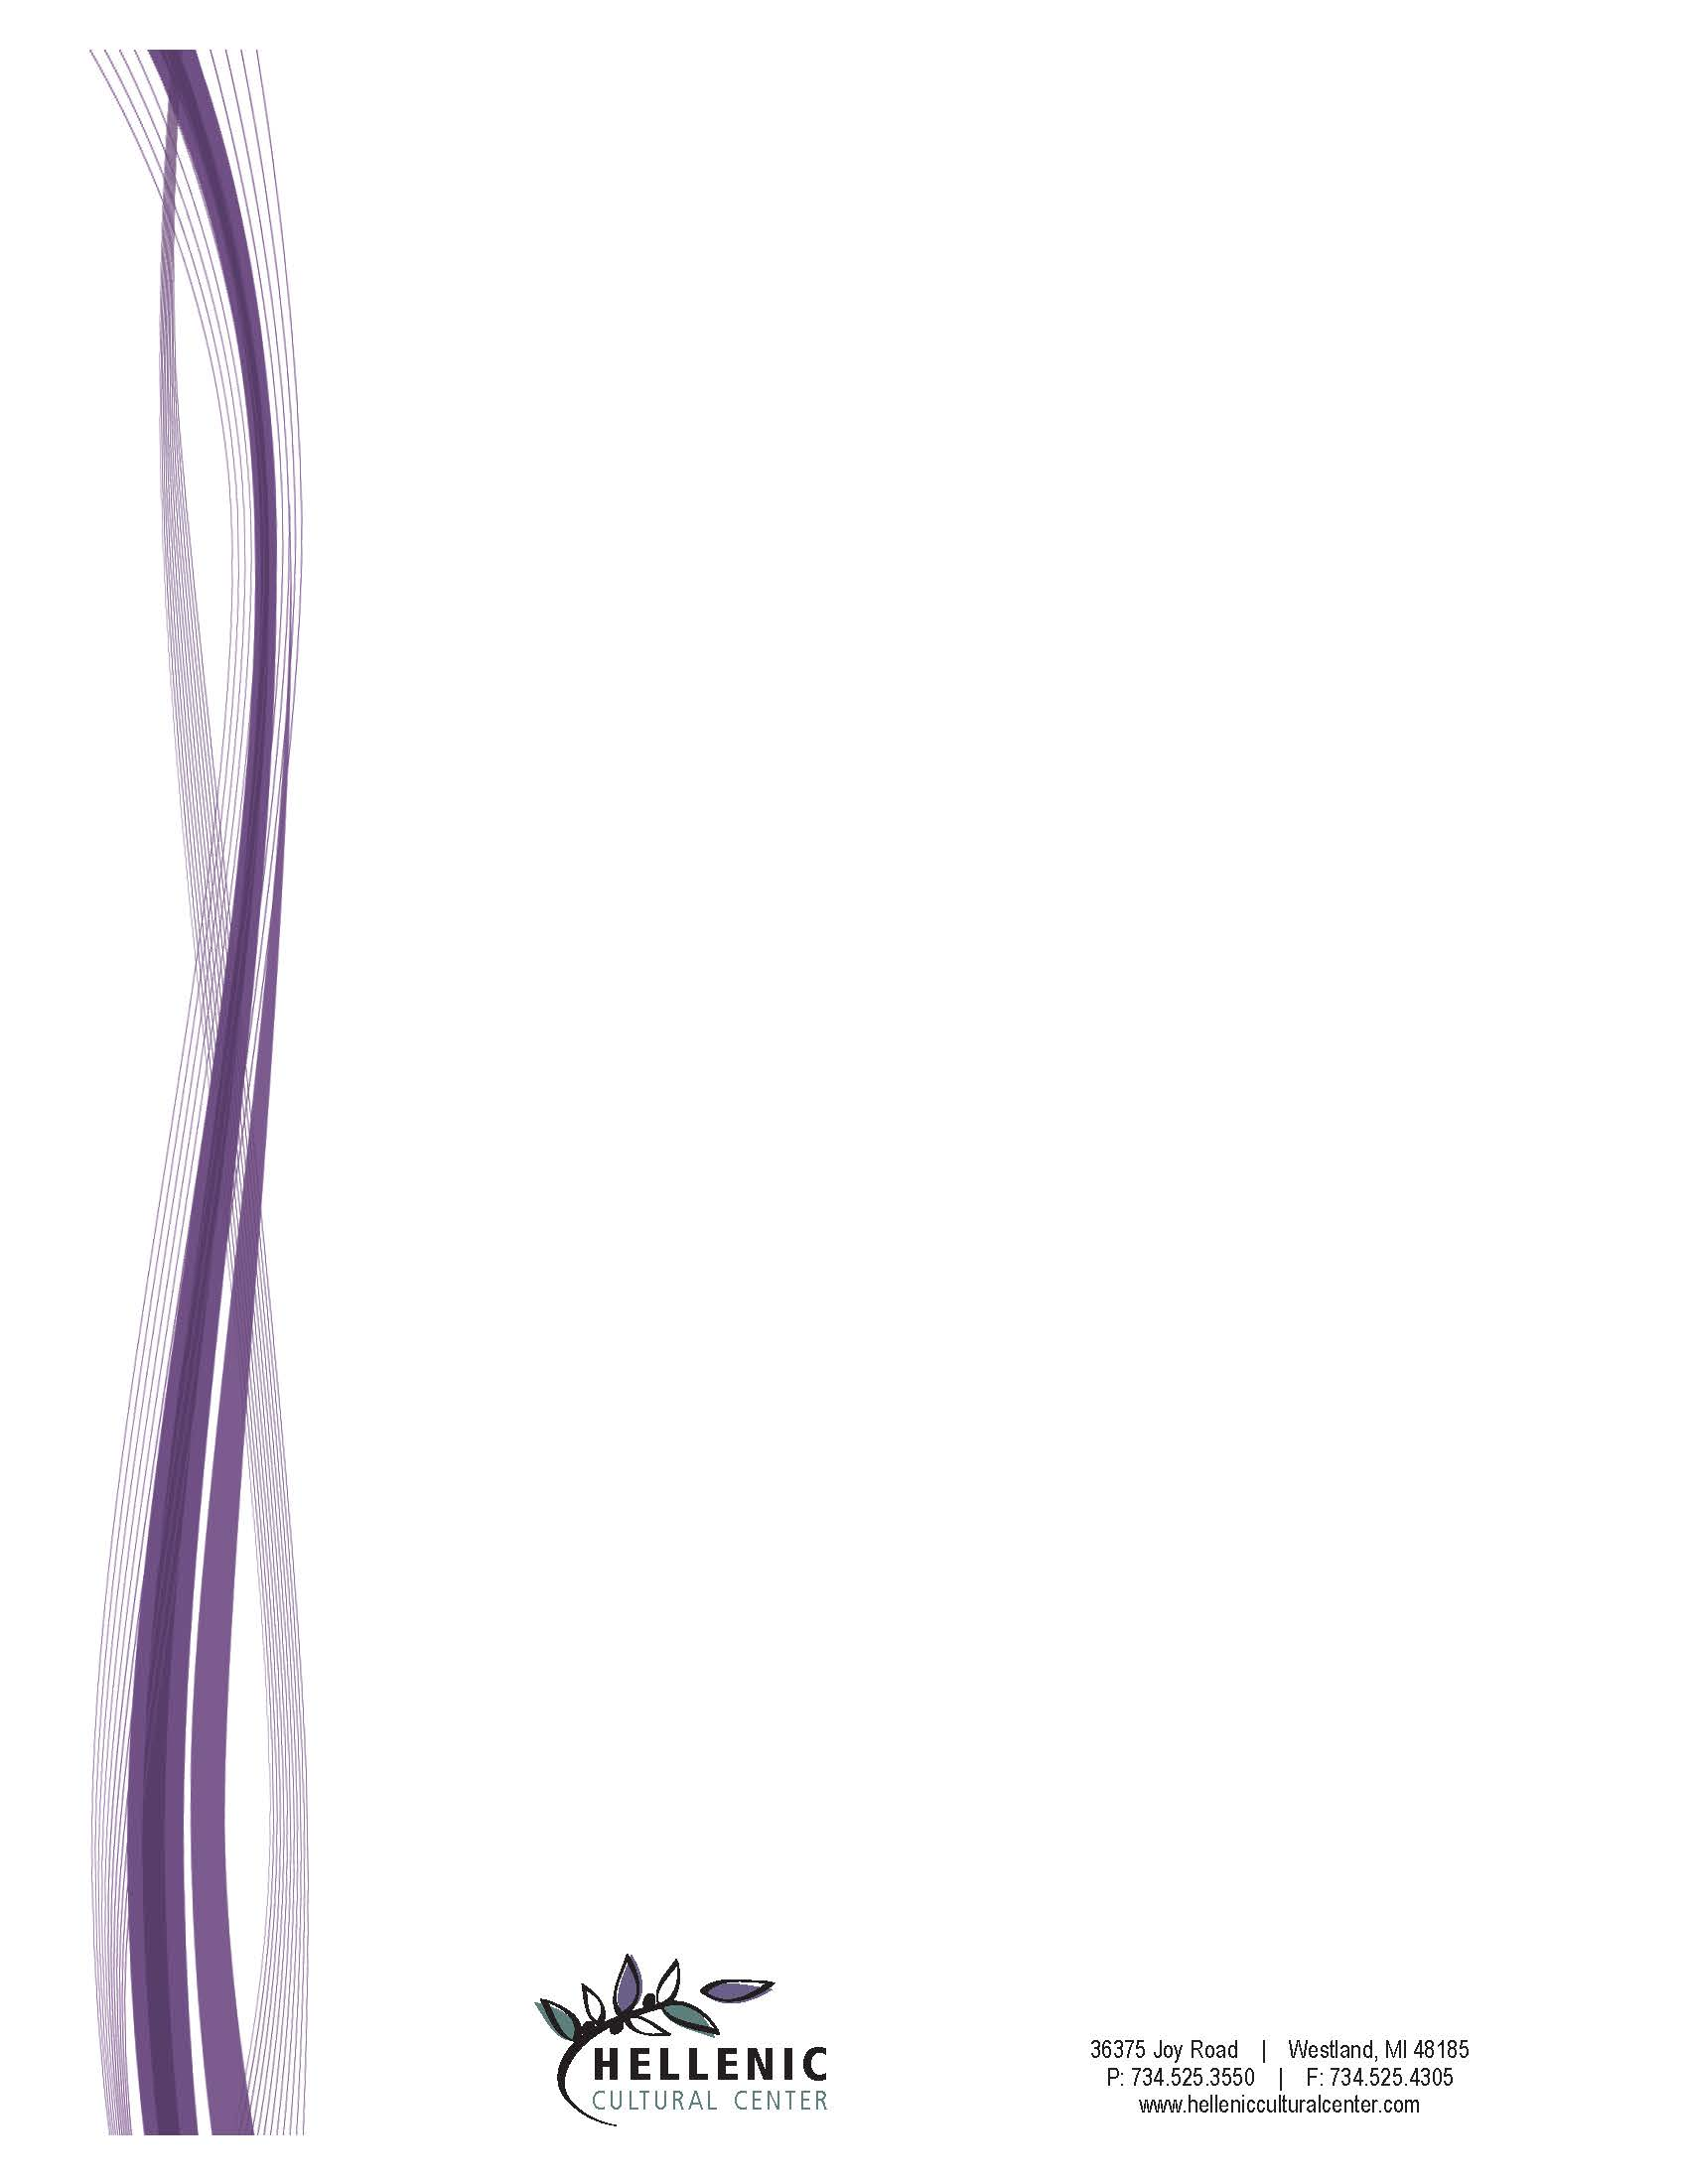 HELLENIC
CULTURAL CENTER
36375 Joy Road | Westland, MI 48185
P: 734.525.3550 | F: 734.525.4305
www.hellenicculturalcenter.com